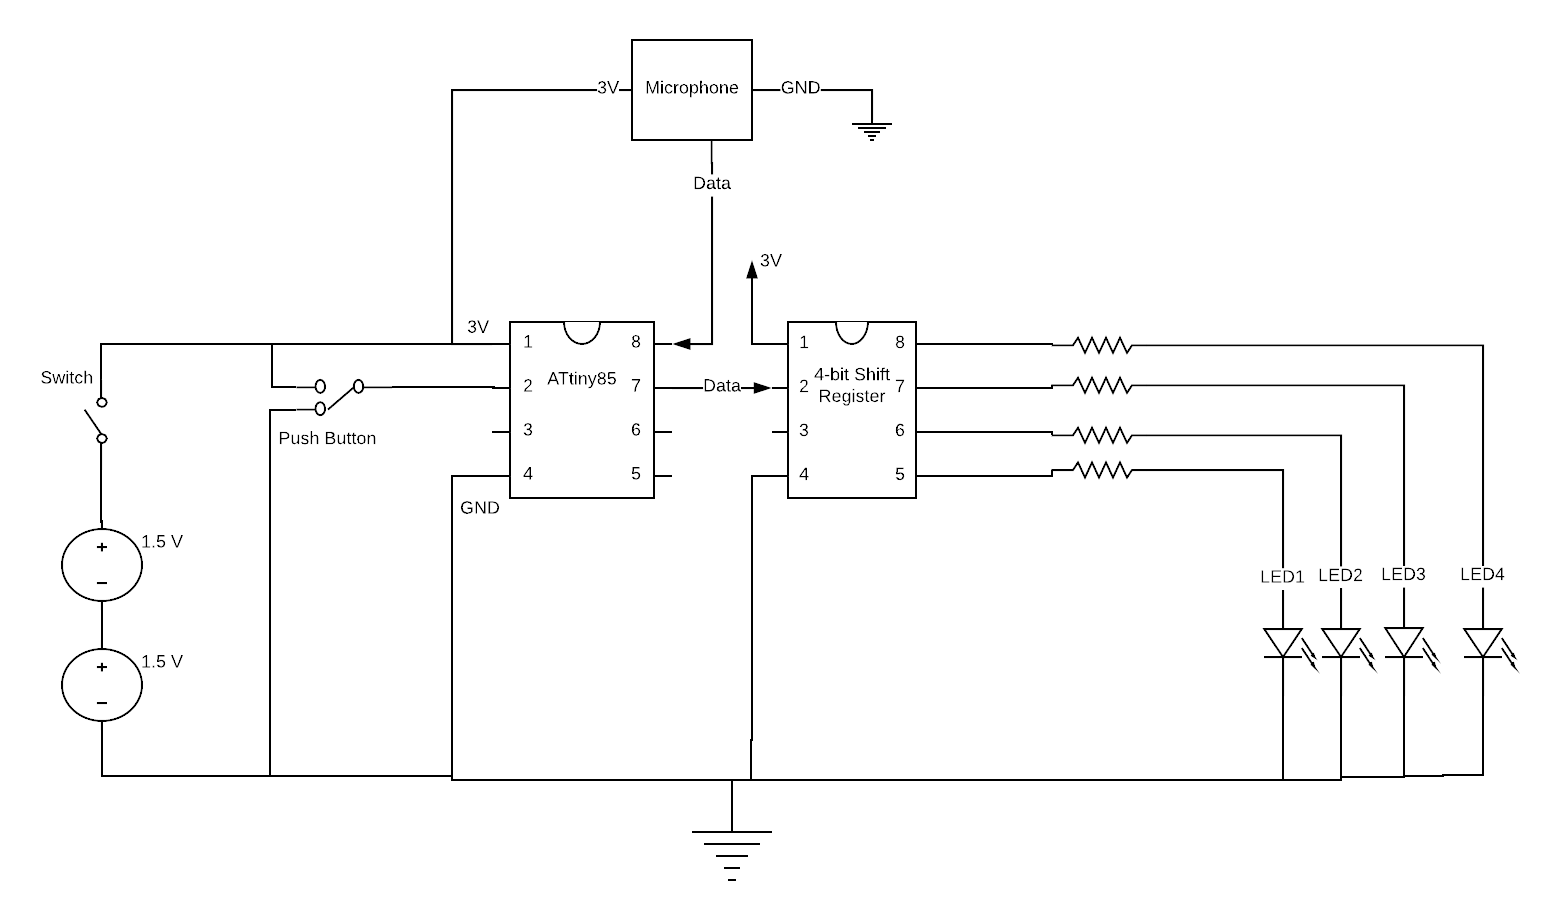 3V
Microphone
GND
Data
3V
3V
Switch
Push Button
1
2
3
4
ATtiny85
8
7
6
5
GND
Data
1
2
3
4
4-bit Shift
Register
8
7
6
5
1.5 V
+
−
1.5 V
+
−
LED1
LED2
LED3
LED4